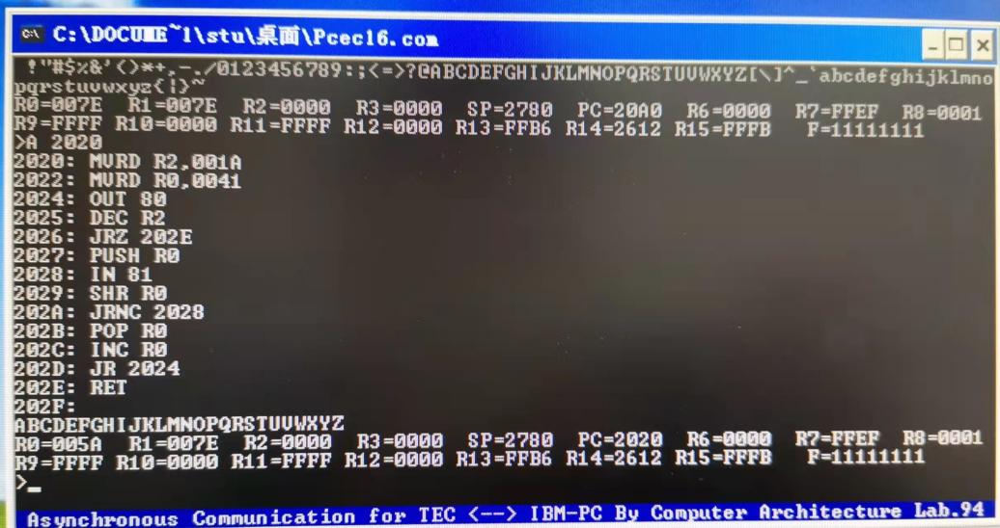 C:\DOCUME~1\stu\桌面\Pcec16.com
!"#$%&'()*+,-./0123456789:;<=>?@ABCDEFGHIJKLMNOPQRSTUVWXYZ[\]^_`abcdefghijklmno
pqrstuvwxyz{|}~
R0=007E R1=007E R2=0000 R3=0000 SP=2780 PC=20A0 R6=0000 R7=FFEF R8=0001
R9=FFFF R10=0000 R11=FFFF R12=0000 R13=FFB6 R14=2612 R15=FFFB F=11111111
>A 2020
2020: MVRD R2,001A
2022: MVRD R0,0041
2024: OUT 80
2025: DEC R2
2026: JRZ 202E
2027: PUSH R0
2028: IN 81
2029: SHR R0
202A: JRNC 2028
202B: POP R0
202C: INC R0
202D: JR 2024
202E: RET
202F:
ABCDEFGHIJKLMNOPQRSTUVWXYZ
R0=005A R1=007E R2=0000 R3=0000 SP=2780 PC=2020 R6=0000 R7=FFEF R8=0001
R9=FFFF R10=0000 R11=FFFF R12=0000 R13=FFB6 R14=2612 R15=FFFB F=11111111
>_
Asynchronous Communication for TEC <--> IBM-PC By Computer Architecture Lab.94